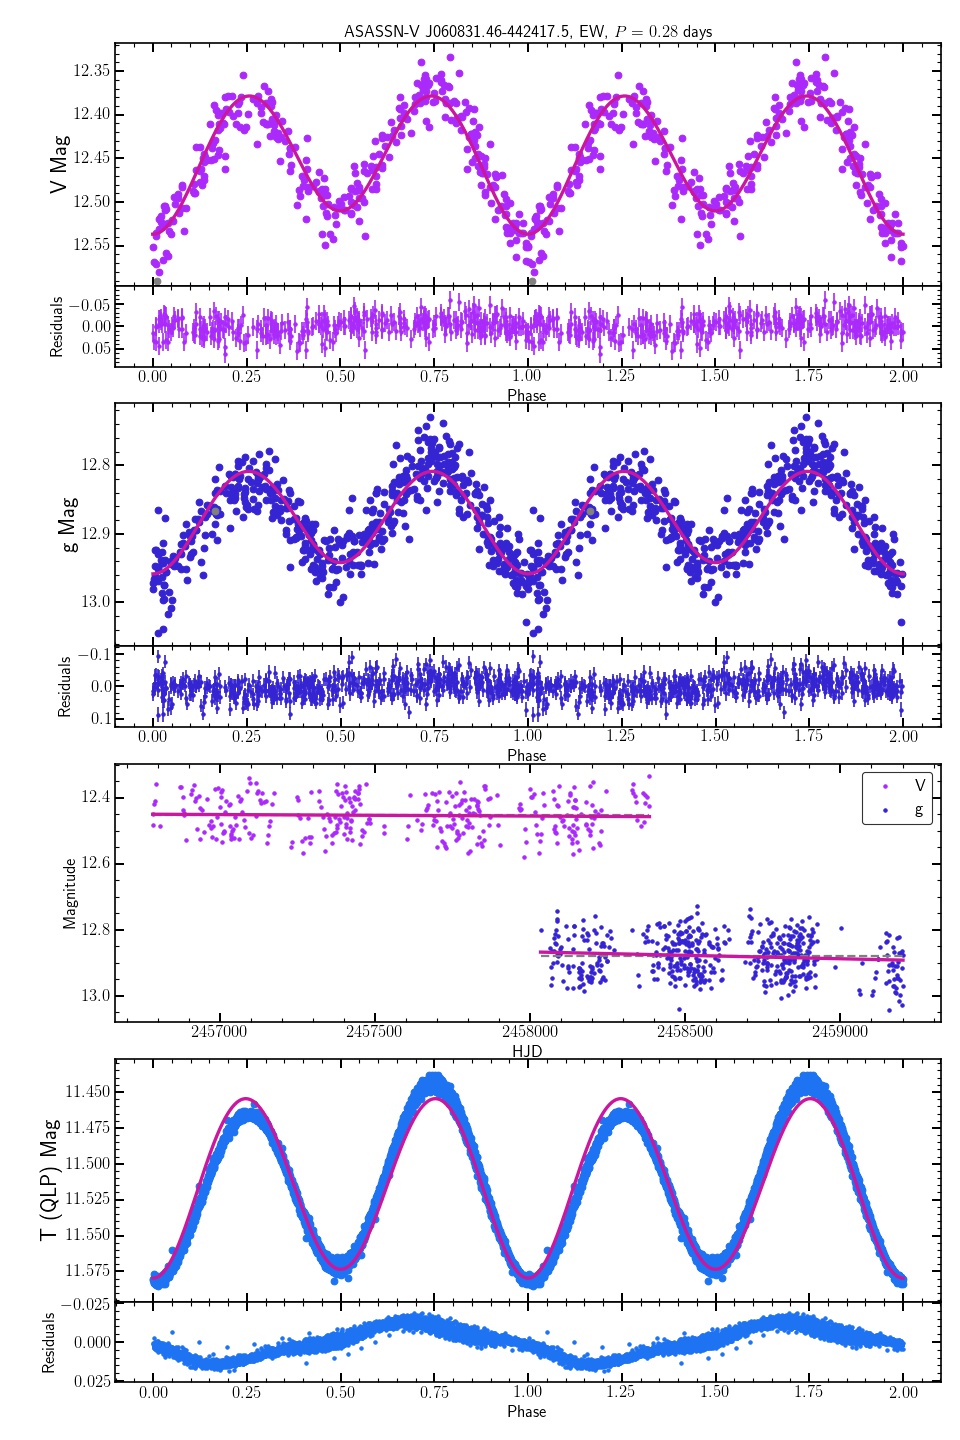 ASASSN-V J060831.46-442417.5, EW, P = 0.28 days
V Mag
12.35
12.40
12.45
12.50
12.55
Residuals
−0.05
0.00
0.05
0.00 0.25 0.50 0.75 1.00 1.25 1.50 1.75 2.00
Phase
g Mag
12.8
12.9
13.0
Residuals
−0.1
0.0
0.1
0.00 0.25 0.50 0.75 1.00 1.25 1.50 1.75 2.00
Phase
Magnitude
12.4
12.6
12.8
13.0
V
g
2457000 2457500 2458000 2458500 2459000
HJD
T (QLP) Mag
11.450
11.475
11.500
11.525
11.550
11.575
Residuals
−0.025
0.000
0.025
0.00 0.25 0.50 0.75 1.00 1.25 1.50 1.75 2.00
Phase